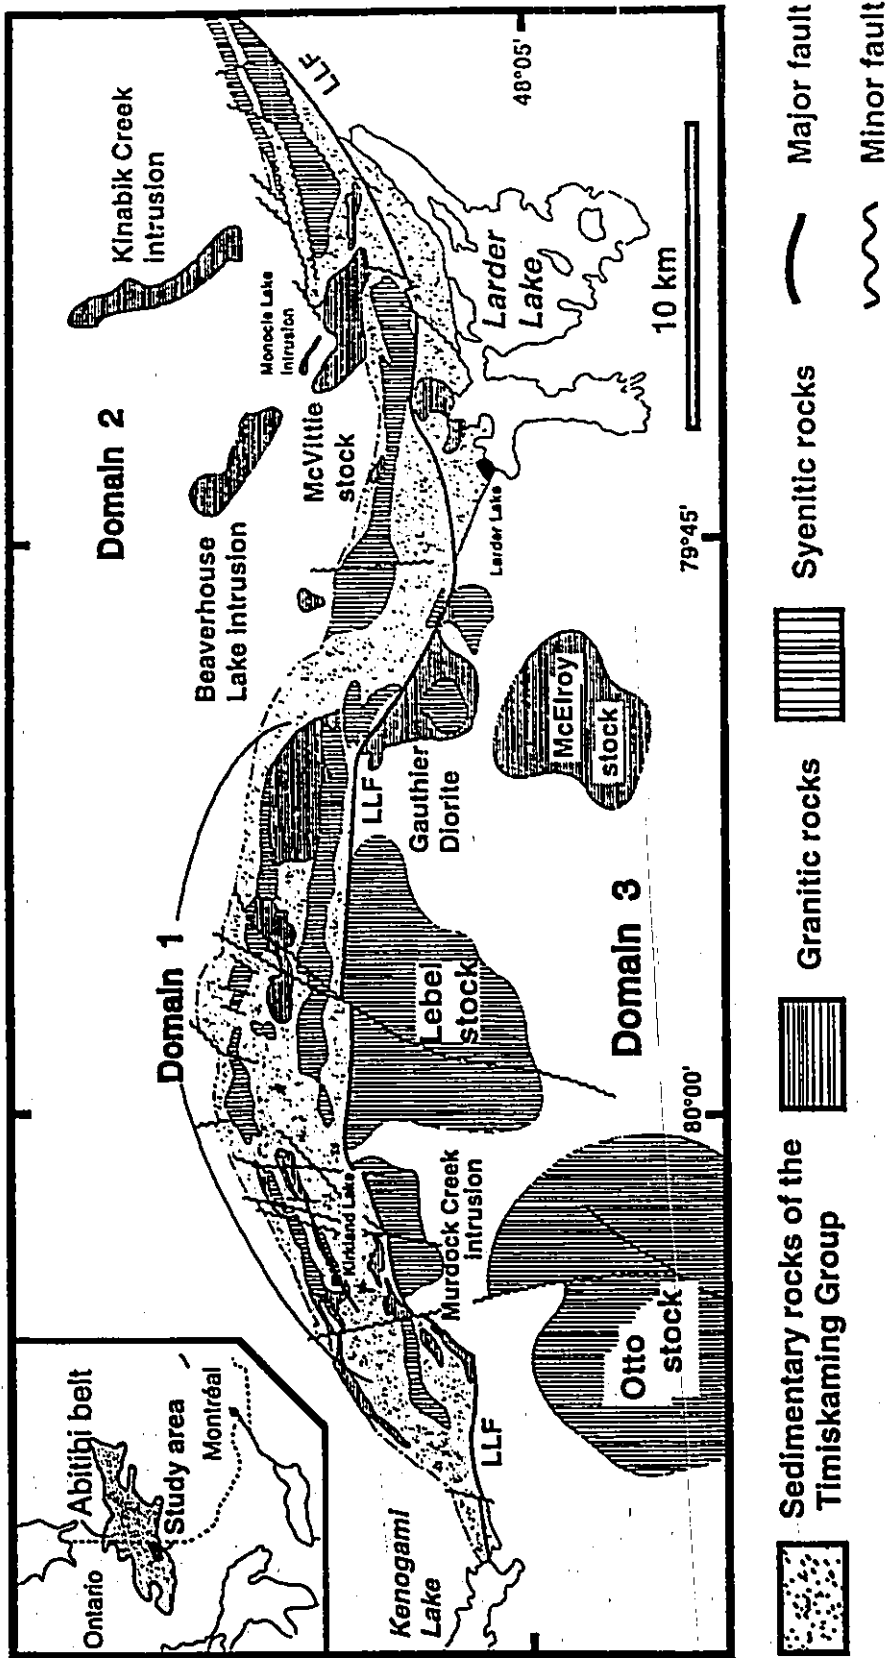 Ontario
Abitibi belt
Study area
Montréal
Kenogami
Lake
LLF
Otto
stock
Murdock Creek
intrusion
Kirkland Lake
Domain 1
Lebel
stock
Domain 3
80°00'
LLF
Gauthier
Diorite
McElroy
stock
Beaverhouse
Lake Intrusion
Domain 2
McVittie
stock
Monocle Lake
Intrusion
Kinabik Creek
Intrusion
Larder Lake
79°45'
Larder
Lake
10 km
LLF
48°05'
Sedimentary rocks of the
Timiskaming Group
Granitic rocks
Syenitic rocks
Major fault
Minor fault